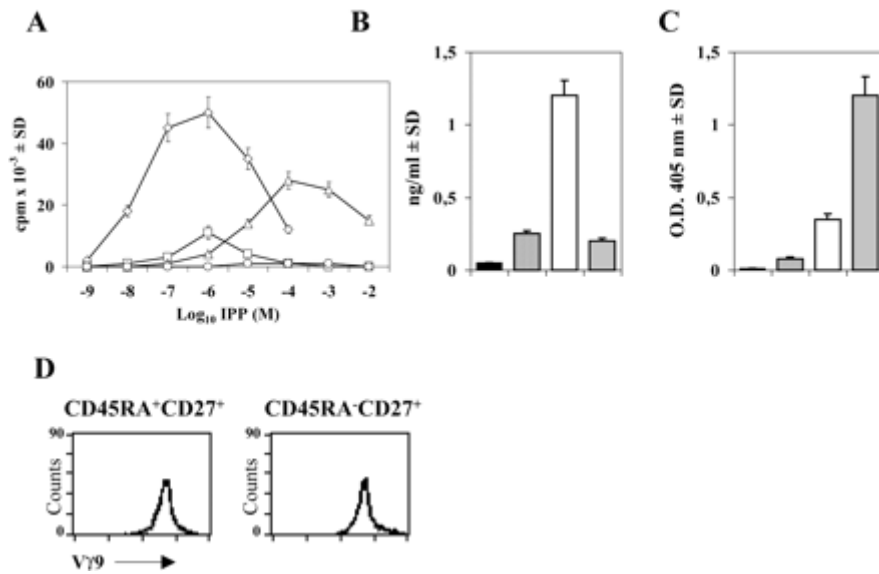 A
cpm x 10⁻³ ± SD
60
40
20
0
-9 -8 -7 -6 -5 -4 -3 -2
Log₁₀ IPP (M)
B
ng/ml ± SD
1.5
1
0.5
0
C
O.D. 405 nm ± SD
1.5
1
0.5
0
D
CD45RA⁺CD27⁺
90
Counts
0
Vγ9
CD45RA⁻CD27⁺
90
Counts
0